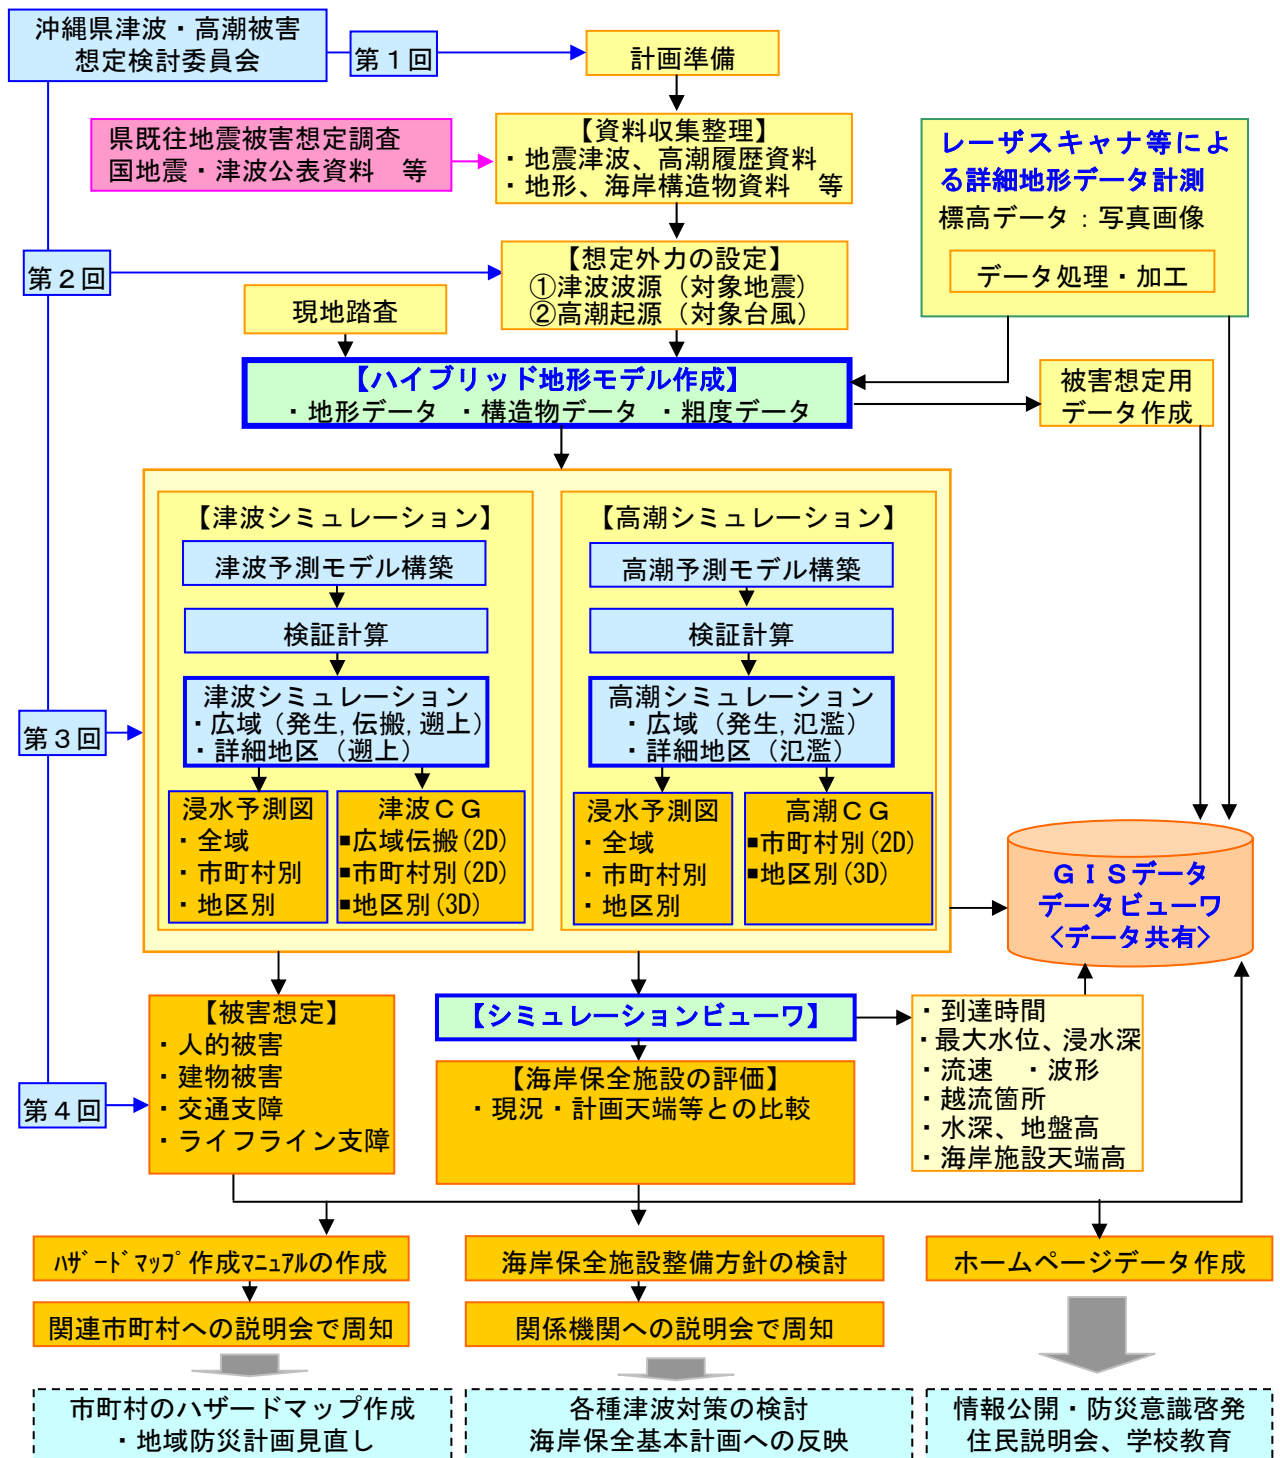 沖縄県津波・高潮被害
想定検討委員会
第１回
計画準備
県既往地震被害想定調査
国地震・津波公表資料　等
【資料収集整理】
・地震津波、高潮履歴資料
・地形、海岸構造物資料　等
レーザスキャナ等によ
る詳細地形データ計測
標高データ：写真画像
データ処理・加工
第２回
【想定外力の設定】
①津波波源（対象地震）
②高潮起源（対象台風）
現地踏査
【ハイブリッド地形モデル作成】
・地形データ　・構造物データ　・粗度データ
被害想定用
データ作成
【津波シミュレーション】
津波予測モデル構築
検証計算
津波シミュレーション
・広域（発生,伝搬,遡上）
・詳細地区（遡上）
浸水予測図
・全域
・市町村別
・地区別
津波ＣＧ
■広域伝搬(2D)
■市町村別(2D)
■地区別(3D)
【高潮シミュレーション】
高潮予測モデル構築
検証計算
高潮シミュレーション
・広域（発生,氾濫）
・詳細地区（氾濫）
浸水予測図
・全域
・市町村別
・地区別
高潮ＣＧ
■市町村別(2D)
■地区別(3D)
第３回
ＧＩＳデータ
データビューワ
<データ共有>
【被害想定】
・人的被害
・建物被害
・交通支障
・ライフライン支障
第４回
【シミュレーションビューワ】
【海岸保全施設の評価】
・現況・計画天端等との比較
・到達時間
・最大水位、浸水深
・流速　・波形
・越流箇所
・水深、地盤高
・海岸施設天端高
ﾊｻﾞｰﾄﾞﾏｯﾌﾟ作成ﾏﾆｭｱﾙの作成
関連市町村への説明会で周知
市町村のハザードマップ作成
・地域防災計画見直し
海岸保全施設整備方針の検討
関係機関への説明会で周知
各種津波対策の検討
海岸保全基本計画への反映
ホームページデータ作成
情報公開・防災意識啓発
住民説明会、学校教育